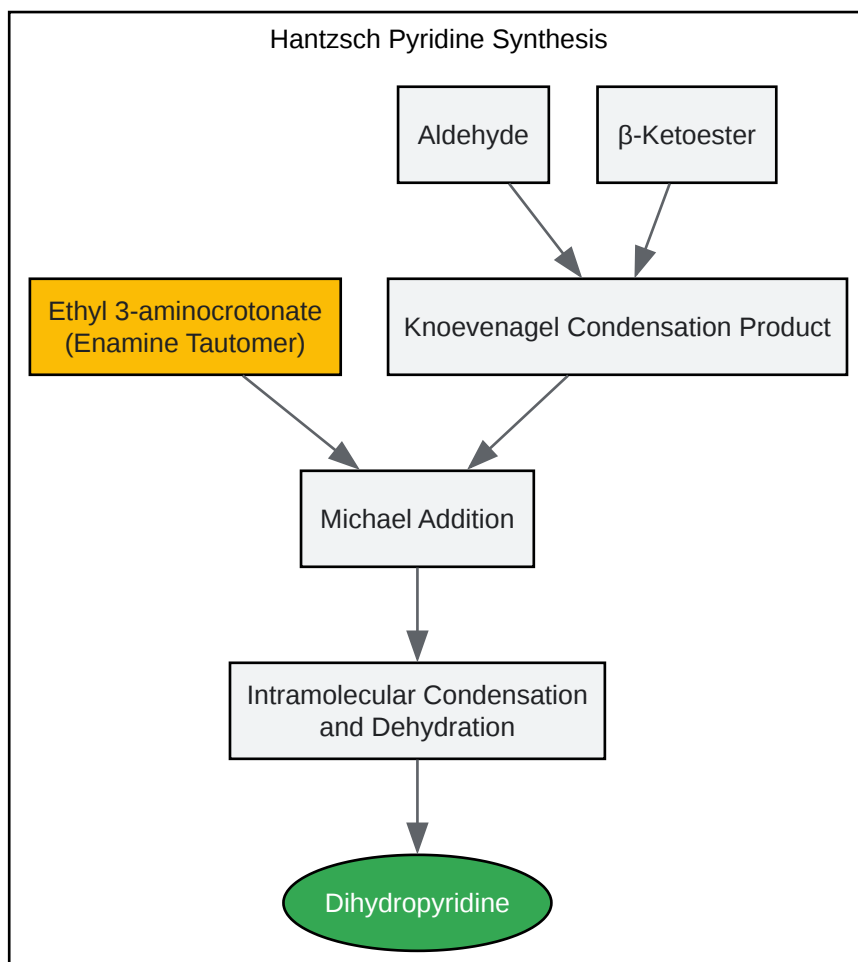 Hantzsch Pyridine Synthesis
Aldehyde
β-Ketoester
Ethyl 3-aminocrotonate
(Enamine Tautomer)
Knoevenagel Condensation Product
Michael Addition
Intramolecular Condensation
and Dehydration
Dihydropyridine